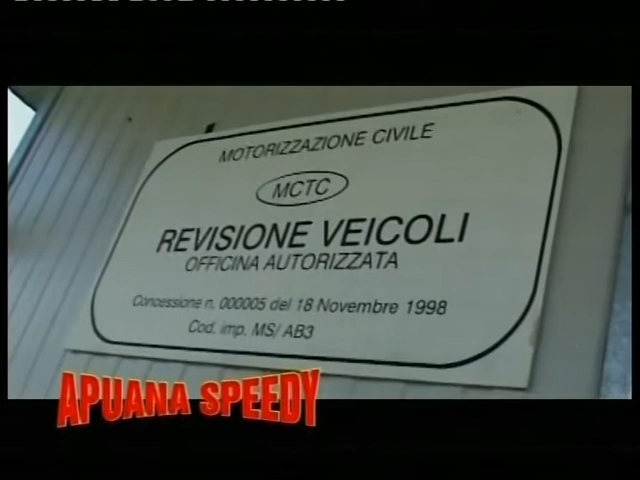 MOTORIZZAZIONE CIVILE
MCTC
REVISIONE VEICOLI
OFFICINA AUTORIZZATA
Concessione n. 000005 del 18 Novembre 1998
Cod. imp. MS/AB3
APUANA SPEEDY